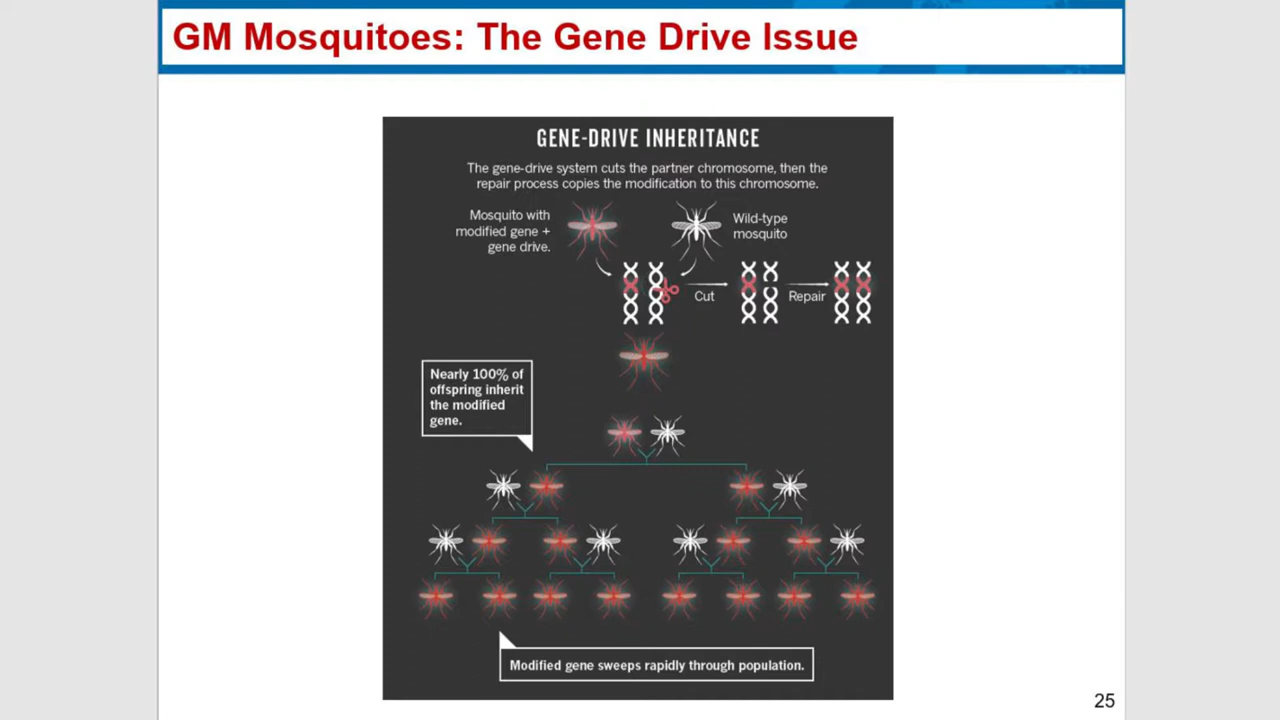 GM Mosquitoes: The Gene Drive Issue
GENE-DRIVE INHERITANCE
The gene-drive system cuts the partner chromosome, then the
repair process copies the modification to this chromosome.
Mosquito with
modified gene +
gene drive.
Wild-type
mosquito
Cut
Repair
Nearly 100% of
offspring inherit
the modified
gene.
Modified gene sweeps rapidly through population.
25